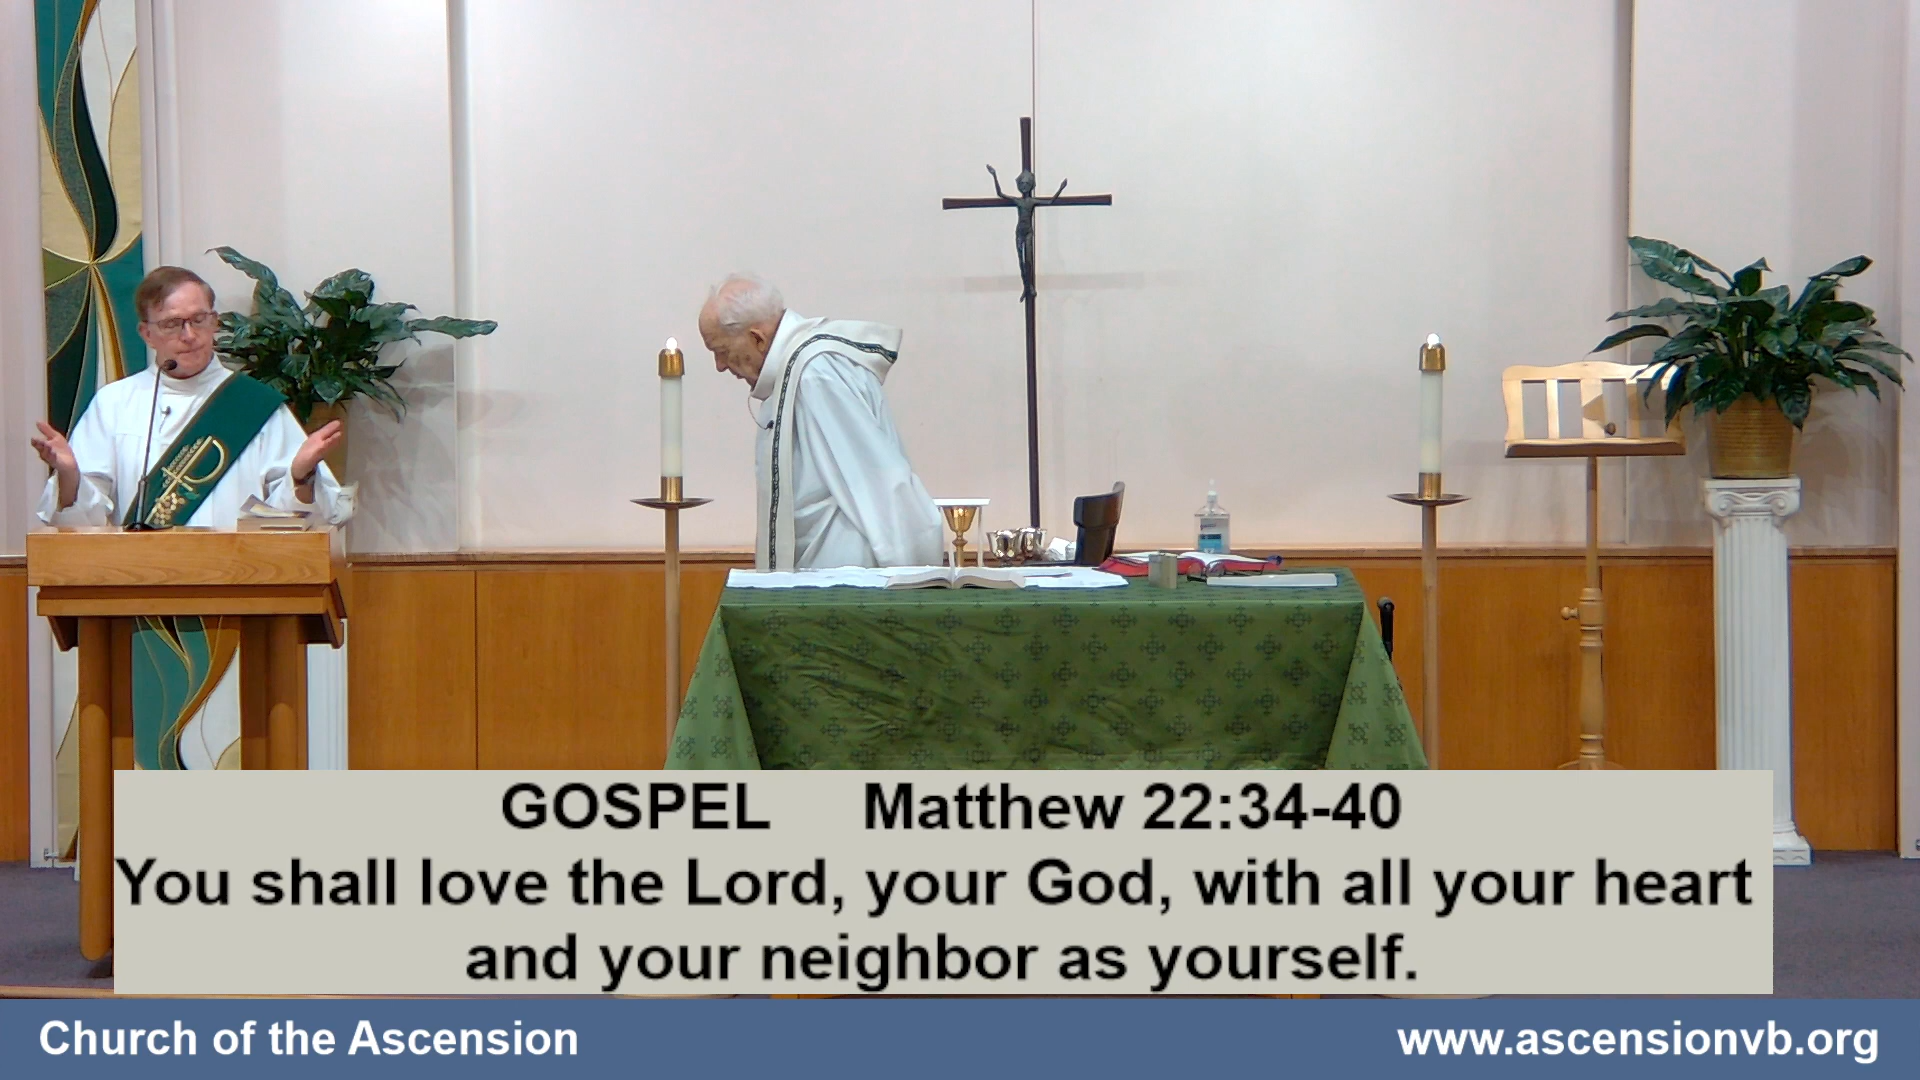 GOSPEL Matthew 22:34-40
You shall love the Lord, your God, with all your heart
and your neighbor as yourself.
Church of the Ascension
www.ascensionvb.org